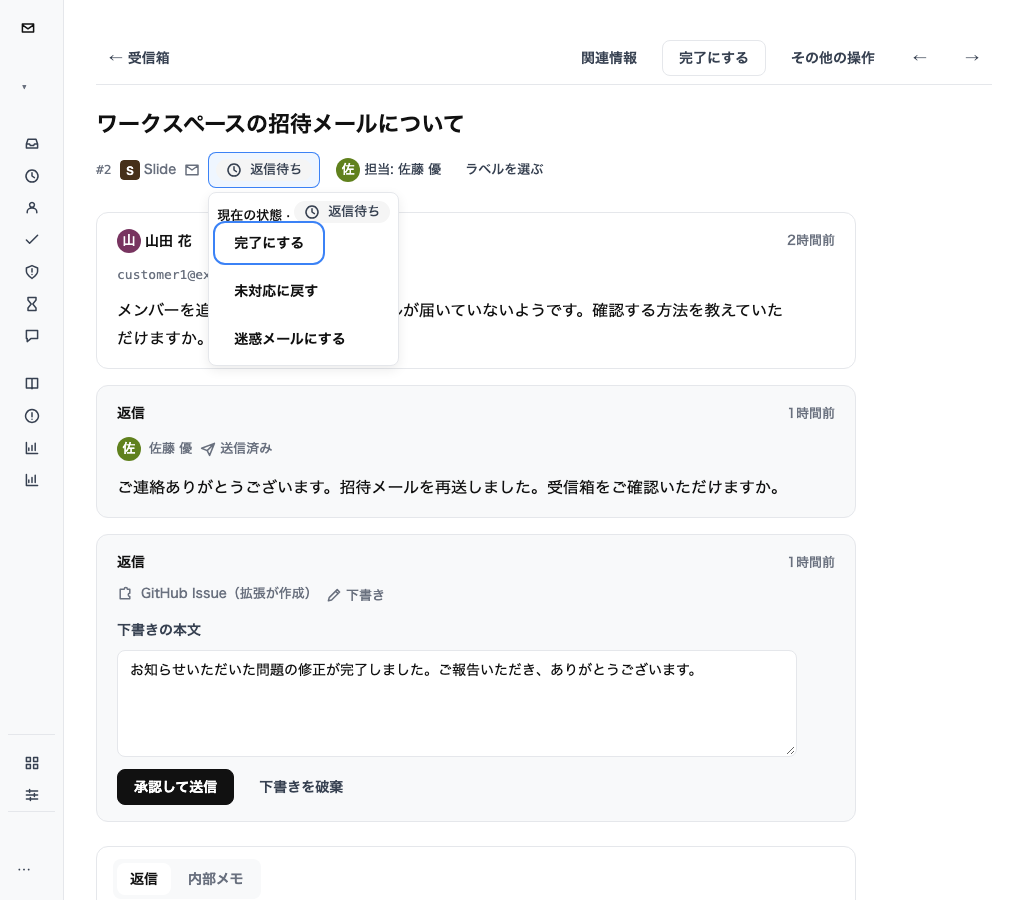 ← 受信箱
関連情報
完了にする
その他の操作
←
→
ワークスペースの招待メールについて
#2
S Slide
返信待ち
佐 担当: 佐藤 優
ラベルを選ぶ
現在の状態 ·
返信待ち
完了にする
未対応に戻す
迷惑メールにする
山 山田 花
2時間前
customer1@ex
メンバーを追
が届いていないようです。確認する方法を教えていた
だけますか。
返信
1時間前
佐 佐藤 優
送信済み
ご連絡ありがとうございます。招待メールを再送しました。受信箱をご確認いただけますか。
返信
1時間前
GitHub Issue（拡張が作成）
下書き
下書きの本文
お知らせいただいた問題の修正が完了しました。ご報告いただき、ありがとうございます。
承認して送信
下書きを破棄
返信
内部メモ